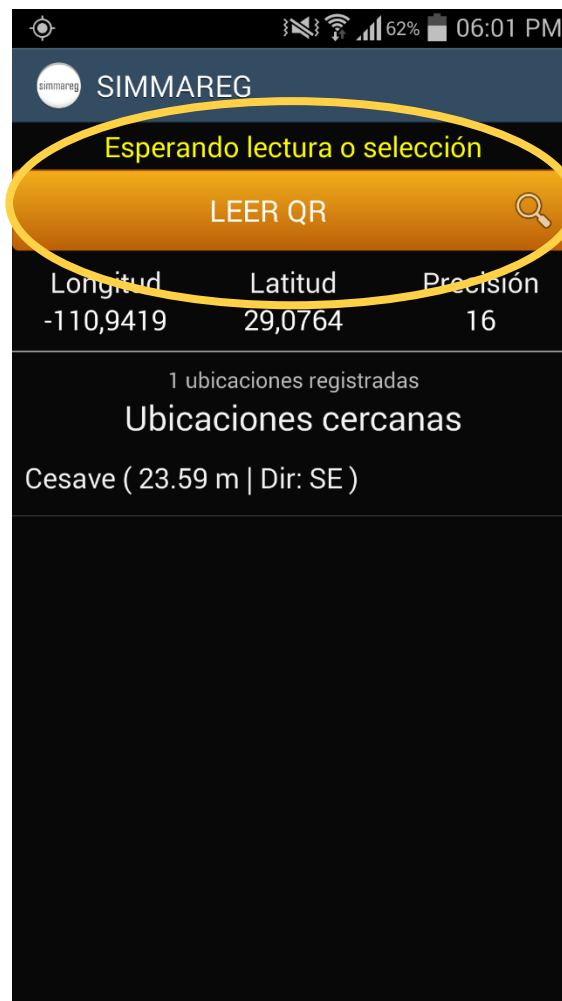 62% 06:01 PM
simmareg SIMMAREG
Esperando lectura o selección
LEER QR
Longitud Latitud Precisión
-110,9419 29,0764 16
1 ubicaciones registradas
Ubicaciones cercanas
Cesave ( 23.59 m | Dir: SE )